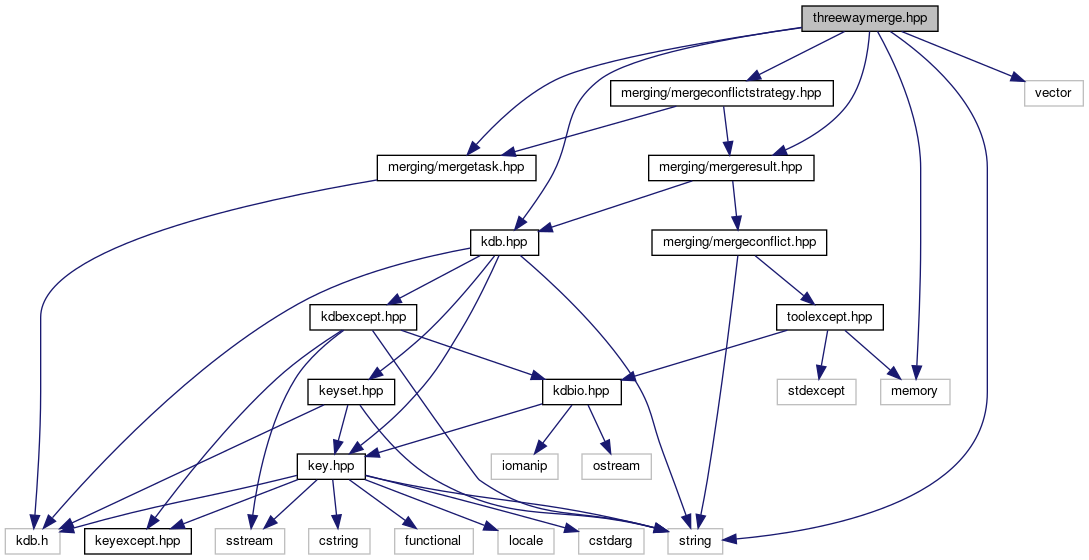 threewaymerge.hpp
merging/mergeconflictstrategy.hpp
vector
merging/mergetask.hpp
merging/mergeresult.hpp
kdb.hpp
merging/mergeconflict.hpp
kdbexcept.hpp
toolexcept.hpp
keyset.hpp
kdbio.hpp
stdexcept
memory
key.hpp
iomanip
ostream
kdb.h
keyexcept.hpp
sstream
cstring
functional
locale
cstdarg
string